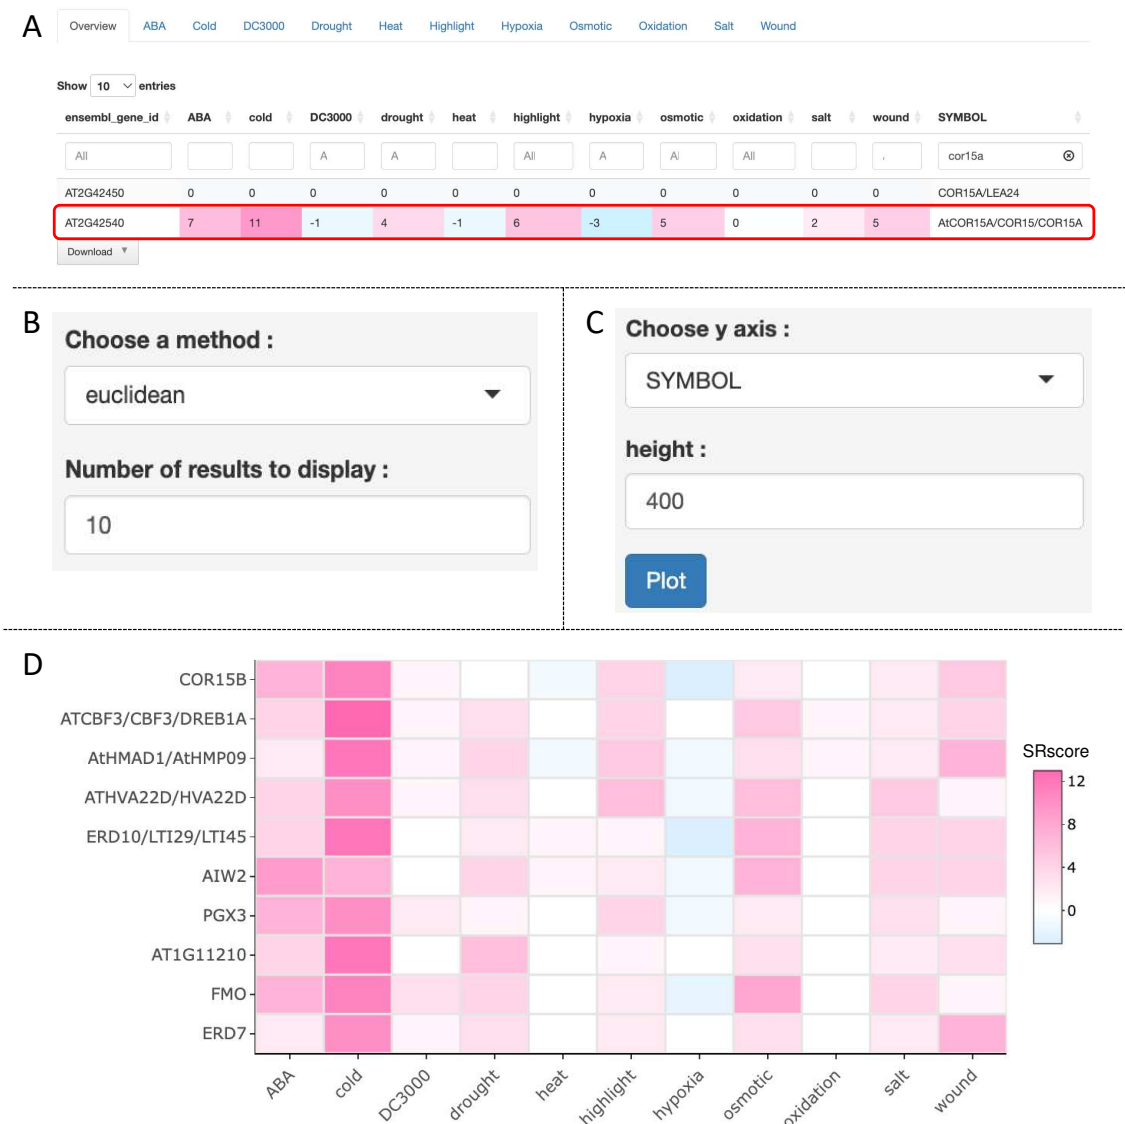 A
Overview ABA Cold DC3000 Drought Heat Highlight Hypoxia Osmotic Oxidation Salt Wound
Show 10 entries
ensembl_gene_id ABA cold DC3000 drought heat highlight hypoxia osmotic oxidation salt wound SYMBOL
All A A All A Al All cor15a
AT2G42450 0 0 0 0 0 0 0 0 0 0 0 COR15A/LEA24
AT2G42540 7 11 -1 4 -1 6 -3 5 0 2 5 AtCOR15A/COR15/COR15A
Download
B
Choose a method :
euclidean
Number of results to display :
10
C
Choose y axis :
SYMBOL
height :
400
Plot
D
COR15B
ATCBF3/CBF3/DREB1A
AtHMAD1/AtHMP09
ATHVA22D/HVA22D
ERD10/LTI29/LTI45
AIW2
PGX3
AT1G11210
FMO
ERD7
ABA cold DC3000 drought heat highlight hypoxia osmotic oxidation salt wound
SRscore
12
8
4
0